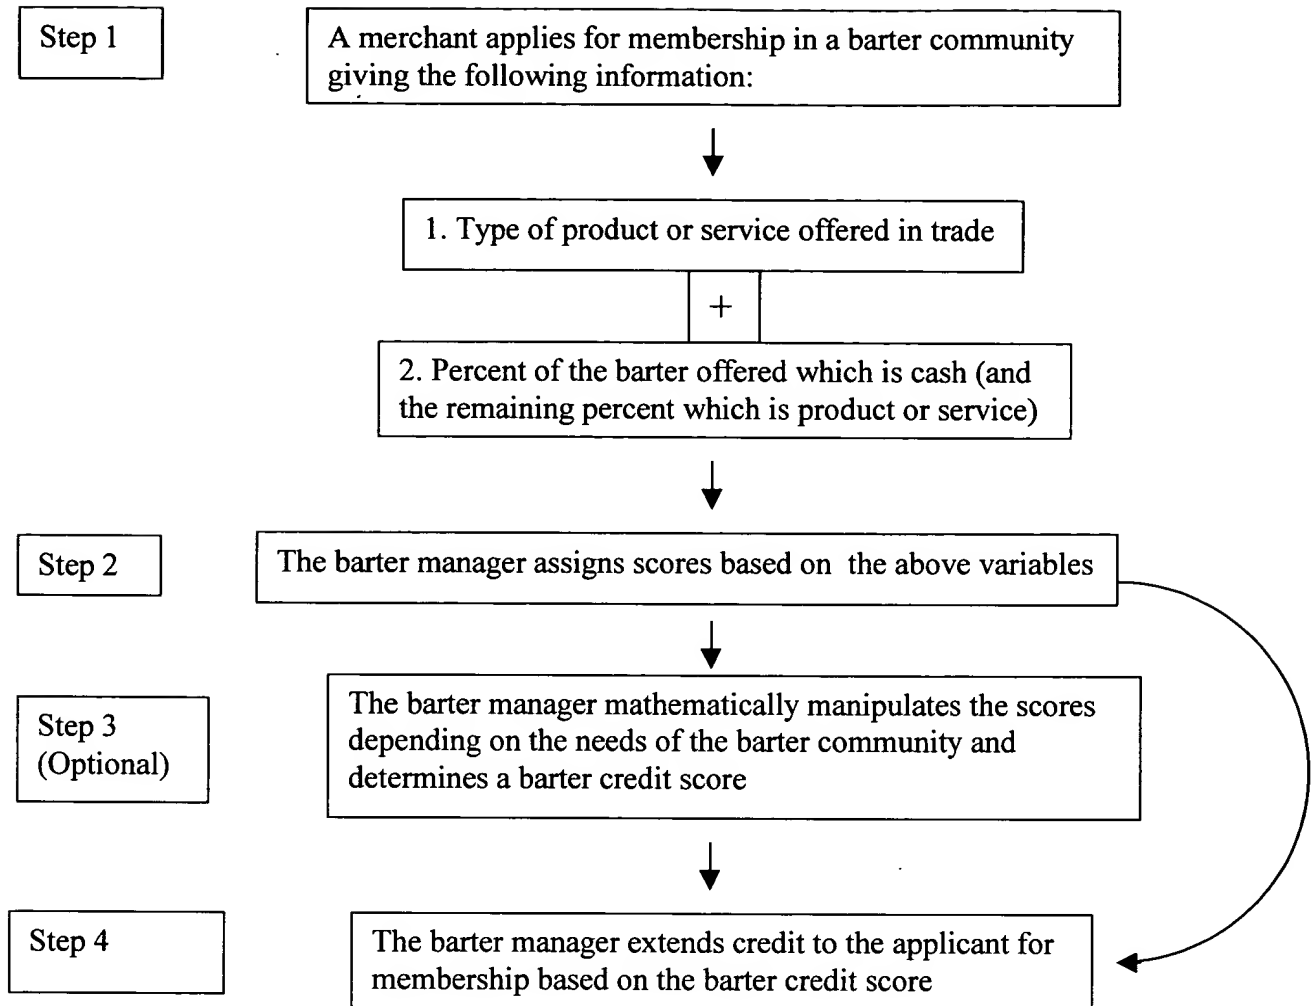 Step 1
A merchant applies for membership in a barter community
giving the following information:
1. Type of product or service offered in trade
+
2. Percent of the barter offered which is cash (and
the remaining percent which is product or service)
Step 2
The barter manager assigns scores based on the above variables
Step 3
(Optional)
The barter manager mathematically manipulates the scores
depending on the needs of the barter community and
determines a barter credit score
Step 4
The barter manager extends credit to the applicant for
membership based on the barter credit score